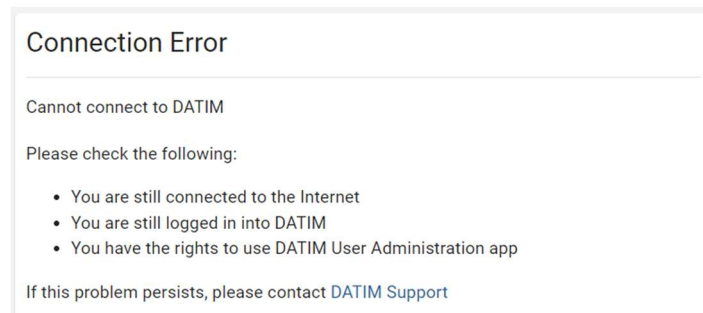 Connection Error
Cannot connect to DATIM
Please check the following:
• You are still connected to the Internet
• You are still logged in into DATIM
• You have the rights to use DATIM User Administration app
If this problem persists, please contact DATIM Support